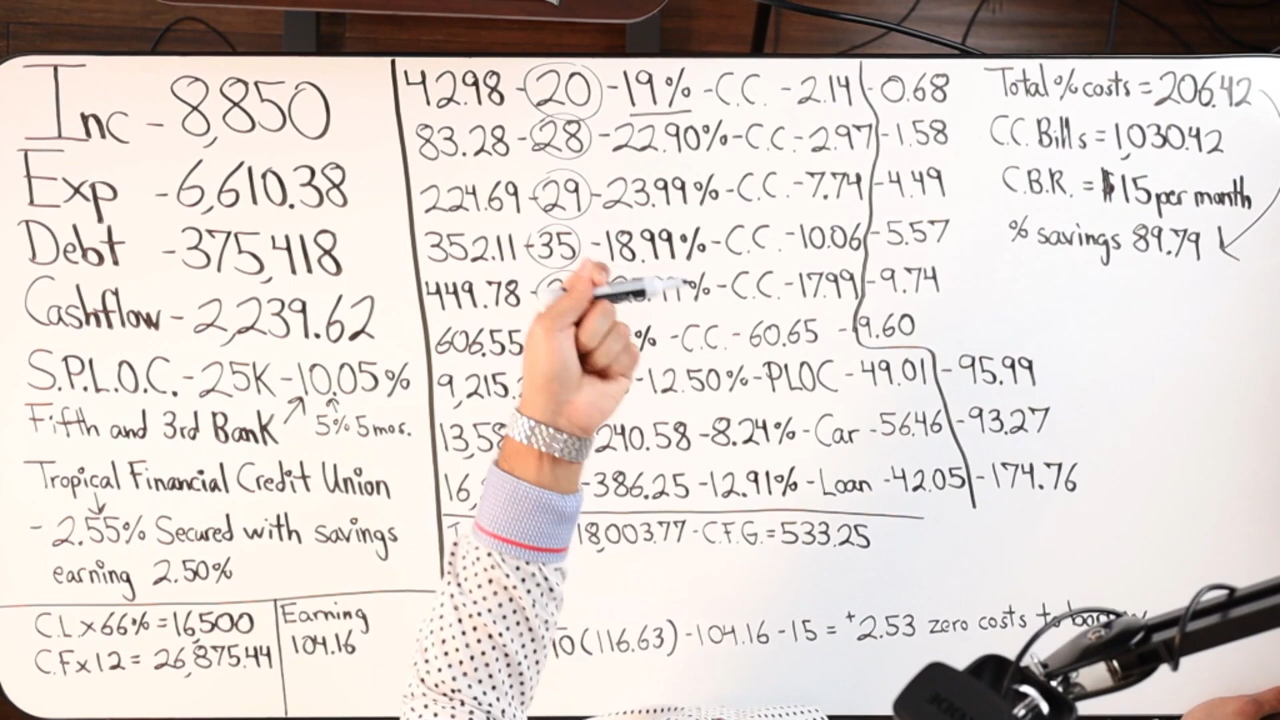 Inc - 8,850
Exp - 6,610.38
Debt - 375,418
Cashflow - 2,239.62
S.P.L.O.C. - 25K - 10.05%
Fifth and 3rd Bank 5% 5 mos.
Tropical Financial Credit Union
- 2.55% Secured with savings
earning 2.50%
C.L x 66% = 16,500
C.F x 12 = 26,875.44
Earning
104.16
42.98 - 20 - 19% - C.C. - 2.14 - 0.68
83.28 - 28 - 22.90% - C.C. - 2.97 - 1.58
224.69 - 29 - 23.99% - C.C. - 7.74 - 4.49
352.11 - 35 - 18.99% - C.C. - 10.06 - 5.57
449.78 - % - C.C. - 17.99 - 9.74
606.55 % - C.C. - 60.65 - 9.60
9,215. - 12.50% - PLOC - 49.01 - 95.99
13,58 240.58 - 8.24% - Car - 56.46 - 93.27
16, - 386.25 - 12.91% - Loan - 42.05 - 174.76
18,003.77 - C.F.G. = 533.25
(116.63) - 104.16 - 15 = +2.53 zero costs to
Total % costs = 206.42
C.C. Bills = 1,030.42
C.B.R. = $15 per month
% savings 89.79